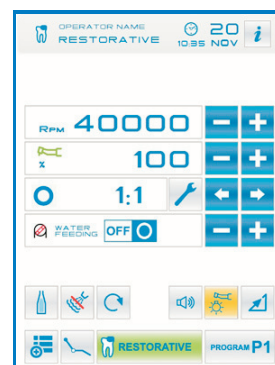 OPERATOR NAME
RESTORATIVE
10:35
20
NOV
i
RPM 40000
%
100
1:1
WATER
FEEDING
OFF
RESTORATIVE
PROGRAM P1